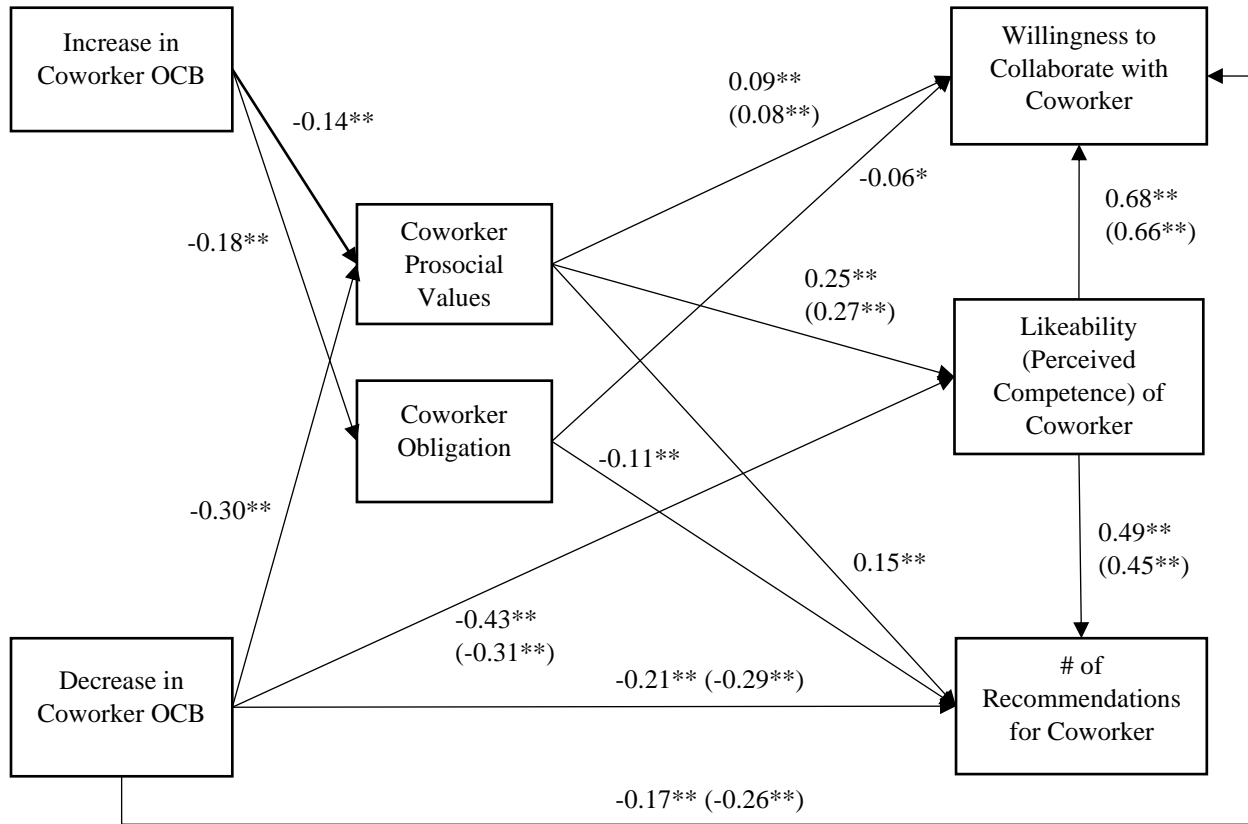 Increase in
Coworker OCB
Willingness to
Collaborate with
Coworker
0.09**
(0.08**)
-0.14**
-0.06*
0.68**
(0.66**)
-0.18**
Coworker
Prosocial
Values
0.25**
(0.27**)
Likeability
(Perceived
Competence) of
Coworker
Coworker
Obligation
-0.11**
-0.30**
0.49**
(0.45**)
0.15**
-0.43**
(-0.31**)
Decrease in
Coworker OCB
-0.21** (-0.29**)
# of
Recommendations
for Coworker
-0.17** (-0.26**)